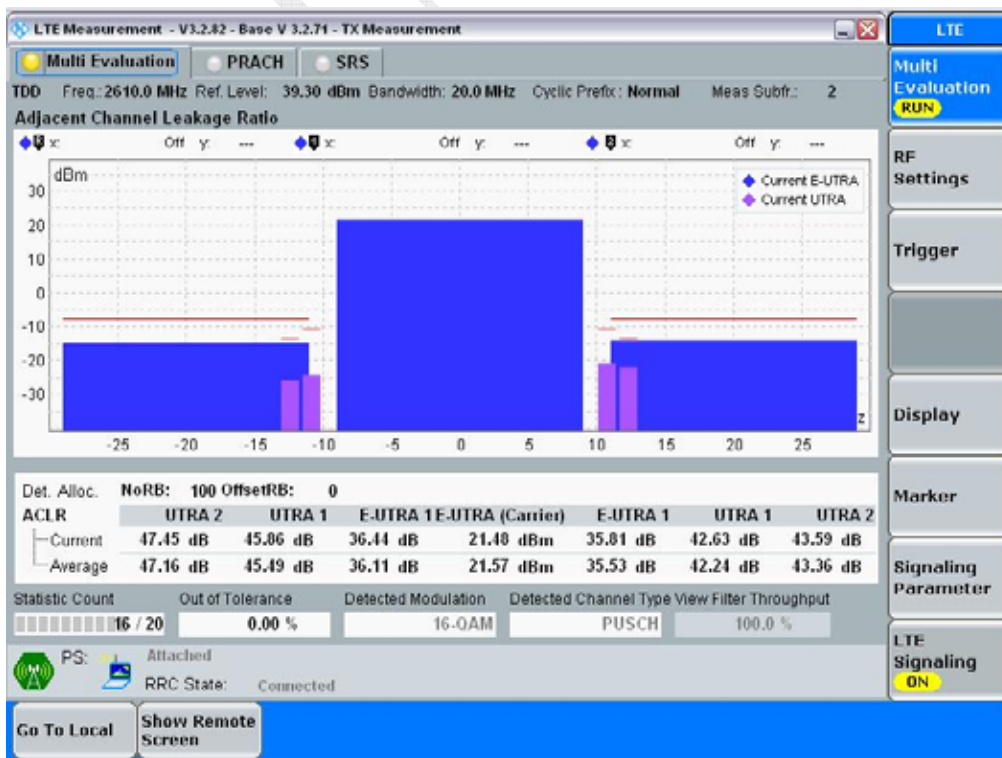 LTE Measurement - V3.2.82 - Base V 3.2.71 - TX Measurement
LTE
Multi Evaluation PRACH SRS
Multi Evaluation RUN
TDD Freq.: 2610.0 MHz Ref. Level: 39.30 dBm Bandwidth: 20.0 MHz Cyclic Prefix: Normal Meas Subfr.: 2
Adjacent Channel Leakage Ratio
x: Off y: --- x: Off y: --- x: Off y: ---
dBm
Current E-UTRA
Current UTRA
30
20
10
0
-10
-20
-30
-25 -20 -15 -10 -5 0 5 10 15 20 25
z
RF Settings
Trigger
Display
Marker
Signaling Parameter
LTE Signaling ON
Det. Alloc. NoRB: 100 OffsetRB: 0
ACLR UTRA 2 UTRA 1 E-UTRA 1 E-UTRA (Carrier) E-UTRA 1 UTRA 1 UTRA 2
Current 47.45 dB 45.86 dB 36.44 dB 21.48 dBm 35.81 dB 42.63 dB 43.59 dB
Average 47.16 dB 45.49 dB 36.11 dB 21.57 dBm 35.53 dB 42.24 dB 43.36 dB
Statistic Count Out of Tolerance Detected Modulation Detected Channel Type View Filter Throughput
16 / 20 0.00 % 16-QAM PUSCH 100.0 %
PS: Attached
RRC State: Connected
Go To Local Show Remote Screen